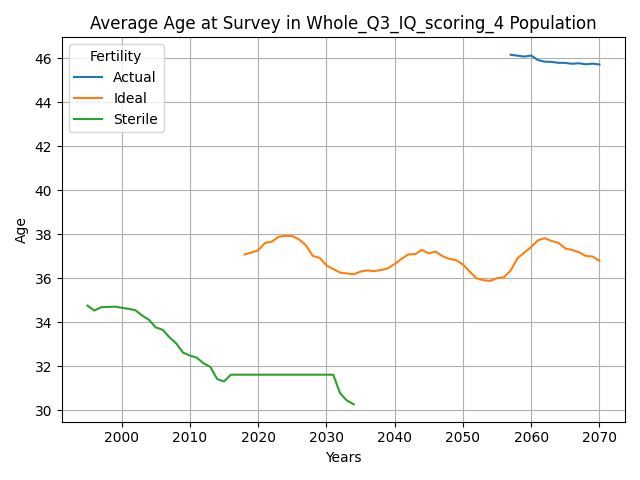 Average Age at Survey in Whole_Q3_IQ_scoring_4 Population
Fertility
Actual
Ideal
Sterile
Age
46
44
42
40
38
36
34
32
30
2000 2010 2020 2030 2040 2050 2060 2070
Years